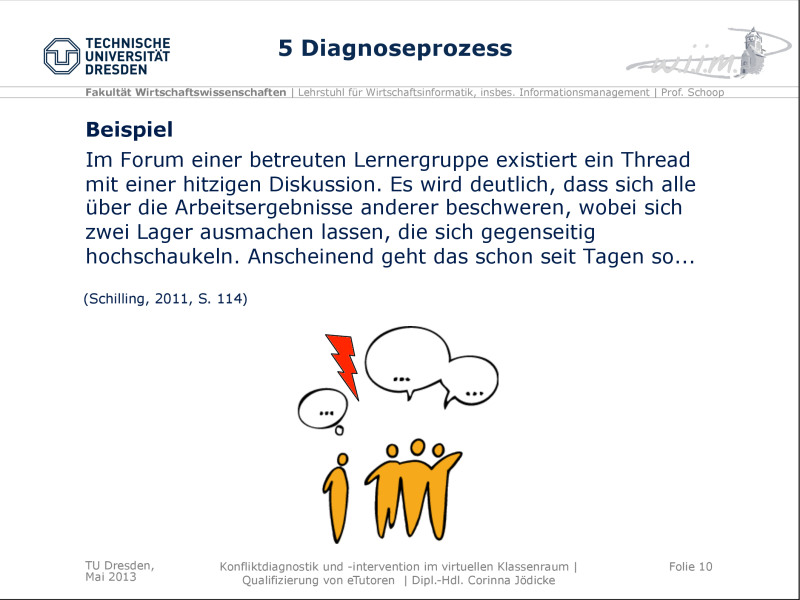 TECHNISCHE
UNIVERSITÄT
DRESDEN
5 Diagnoseprozess
w.i.i.m.
Fakultät Wirtschaftswissenschaften | Lehrstuhl für Wirtschaftsinformatik, insbes. Informationsmanagement | Prof. Schoop
Beispiel
Im Forum einer betreuten Lernergruppe existiert ein Thread
mit einer hitzigen Diskussion. Es wird deutlich, dass sich alle
über die Arbeitsergebnisse anderer beschweren, wobei sich
zwei Lager ausmachen lassen, die sich gegenseitig
hochschaukeln. Anscheinend geht das schon seit Tagen so...
(Schilling, 2011, S. 114)
...
...
...
TU Dresden,
Mai 2013
Konfliktdiagnostik und -intervention im virtuellen Klassenraum |
Qualifizierung von eTutoren | Dipl.-Hdl. Corinna Jödicke
Folie 10